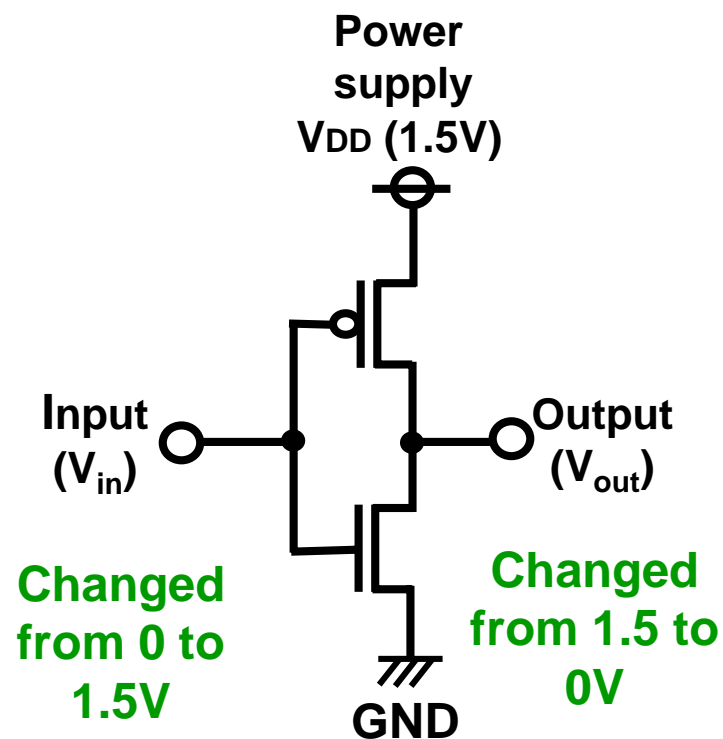 Power
supply
VDD (1.5V)
Input
(Vin)
Output
(Vout)
Changed
from 0 to
1.5V
Changed
from 1.5 to
0V
GND